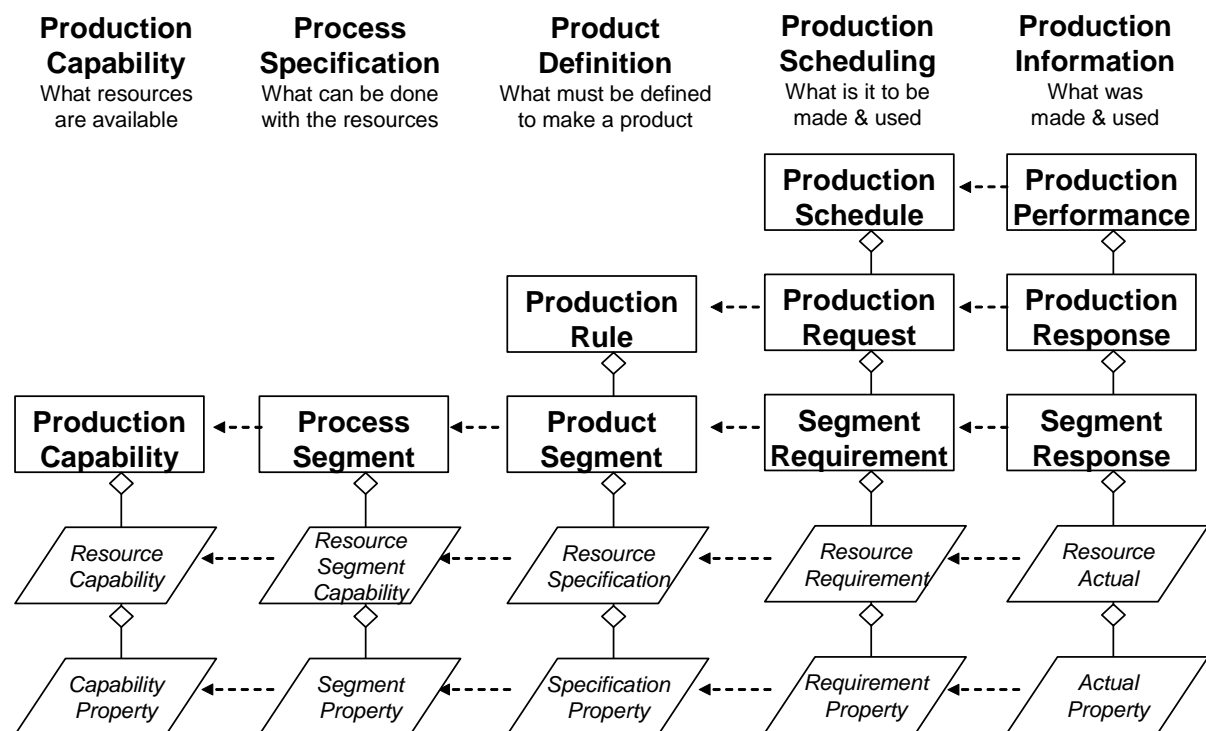 Production
Capability
What resources
are available
Process
Specification
What can be done
with the resources
Product
Definition
What must be defined
to make a product
Production
Scheduling
What is it to be
made & used
Production
Information
What was
made & used
Production
Schedule
Production
Performance
Production
Rule
Production
Request
Production
Response
Production
Capability
Process
Segment
Product
Segment
Segment
Requirement
Segment
Response
Resource
Capability
Resource
Segment
Capability
Resource
Specification
Resource
Requirement
Resource
Actual
Capability
Property
Segment
Property
Specification
Property
Requirement
Property
Actual
Property